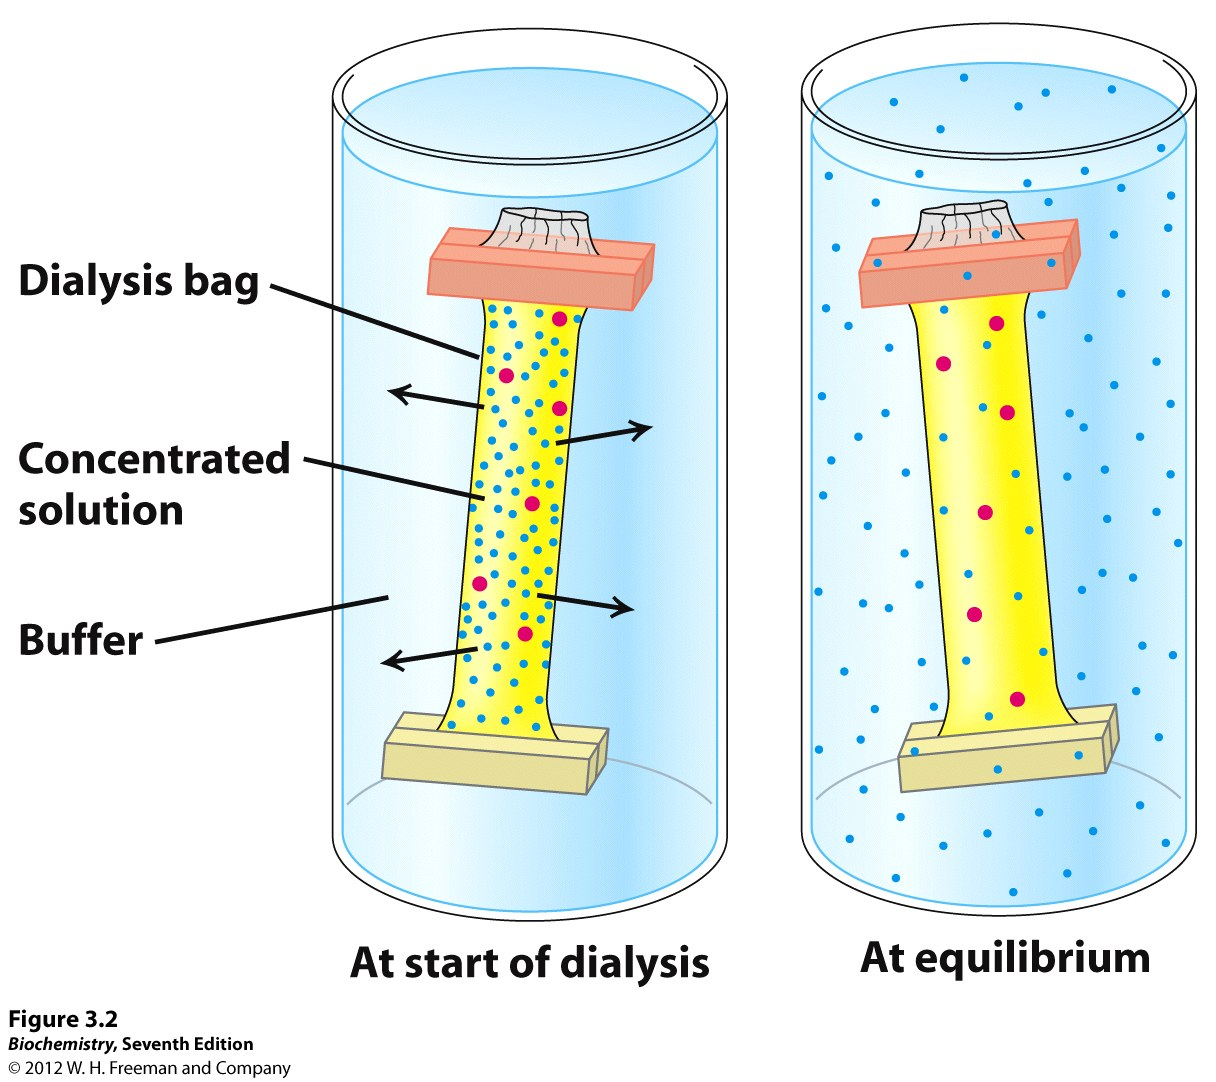 Dialysis bag
Concentrated
solution
Buffer
At start of dialysis
At equilibrium
Figure 3.2
Biochemistry, Seventh Edition
© 2012 W. H. Freeman and Company